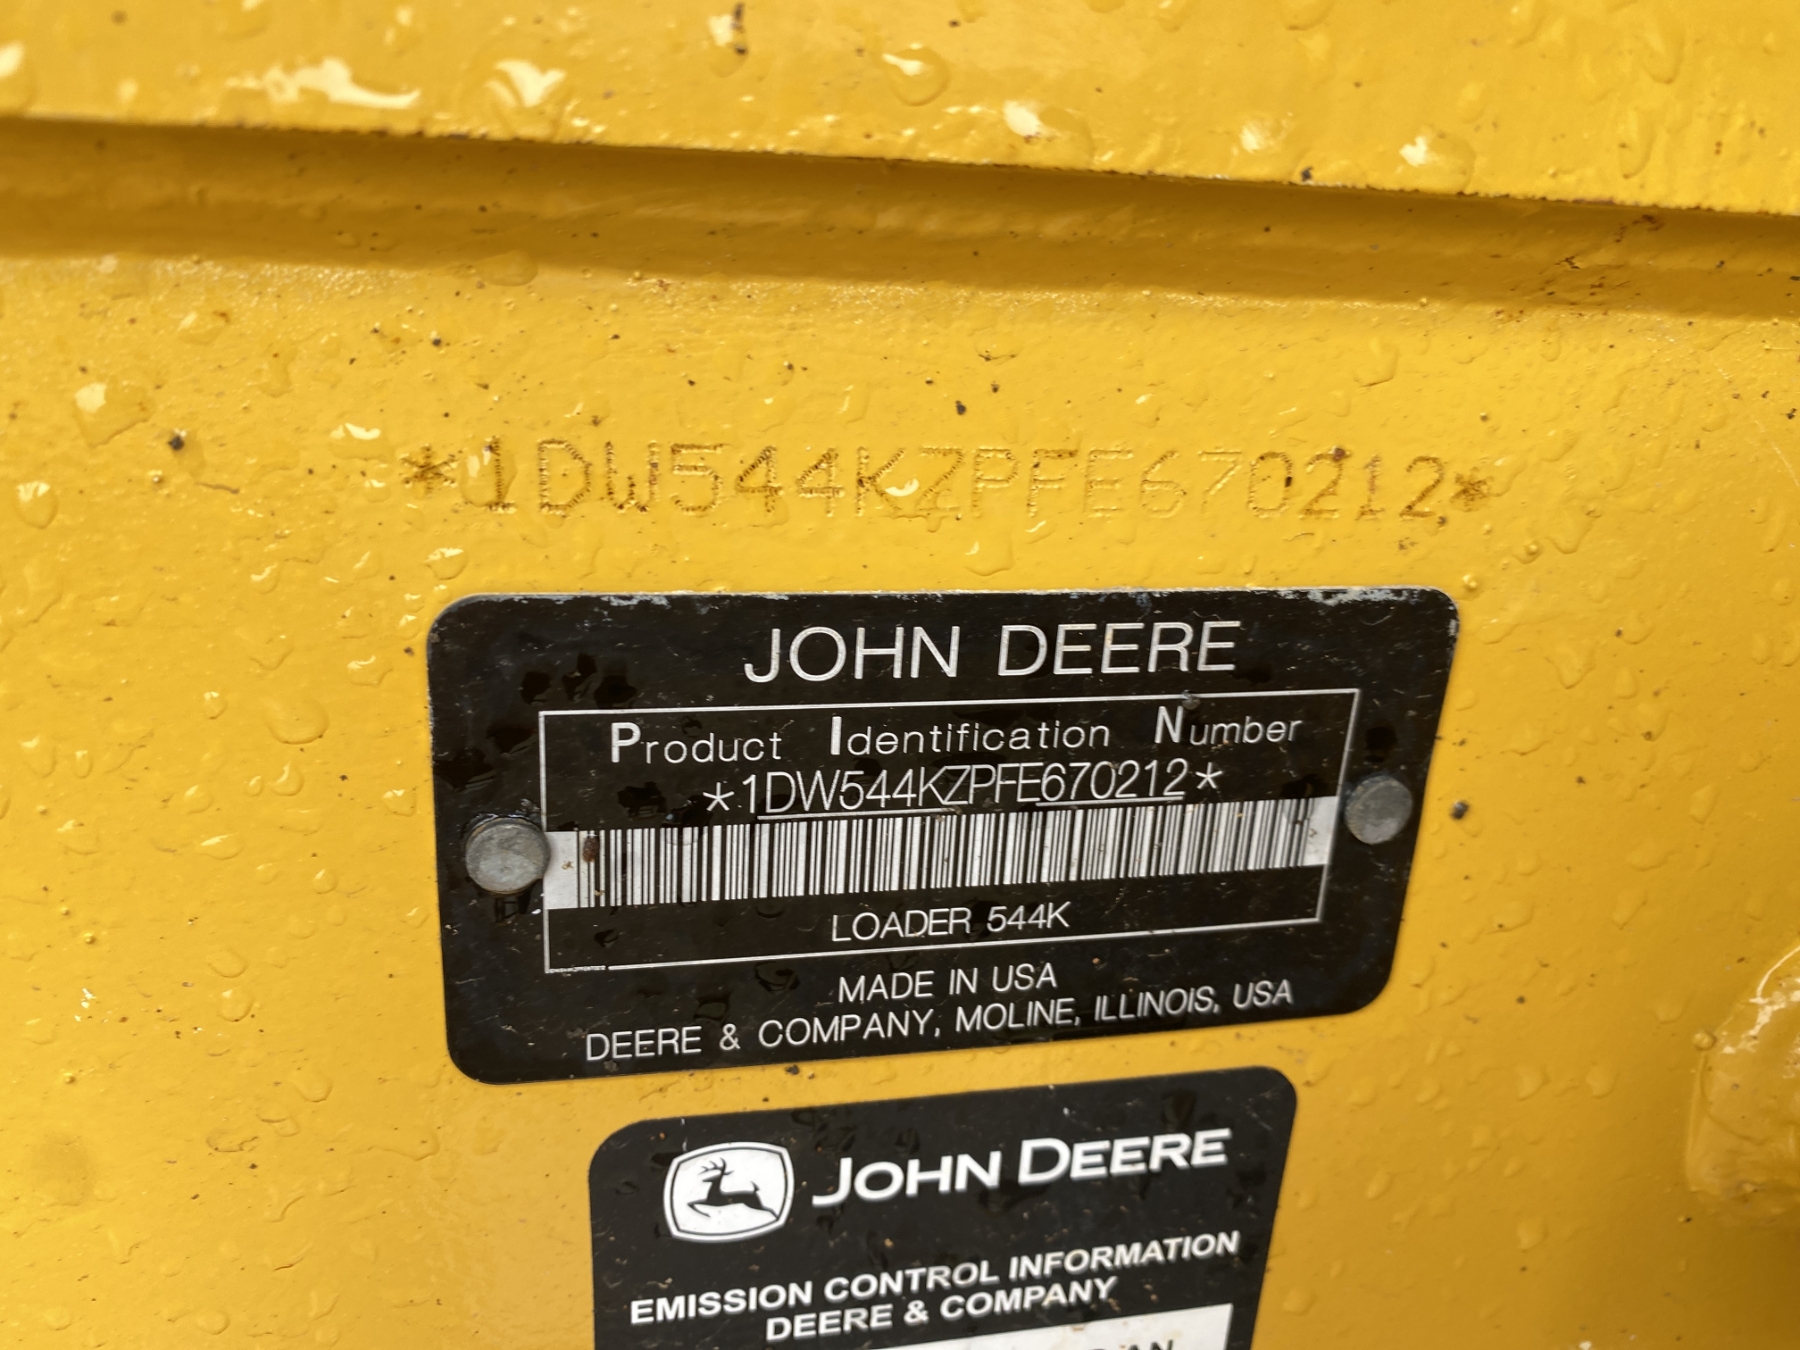 *1DW544KZPFE670212*
JOHN DEERE
Product Identification Number
*1DW544KZPFE670212*
LOADER 544K
MADE IN USA
DEERE & COMPANY, MOLINE, ILLINOIS, USA
JOHN DEERE
EMISSION CONTROL INFORMATION
DEERE & COMPANY